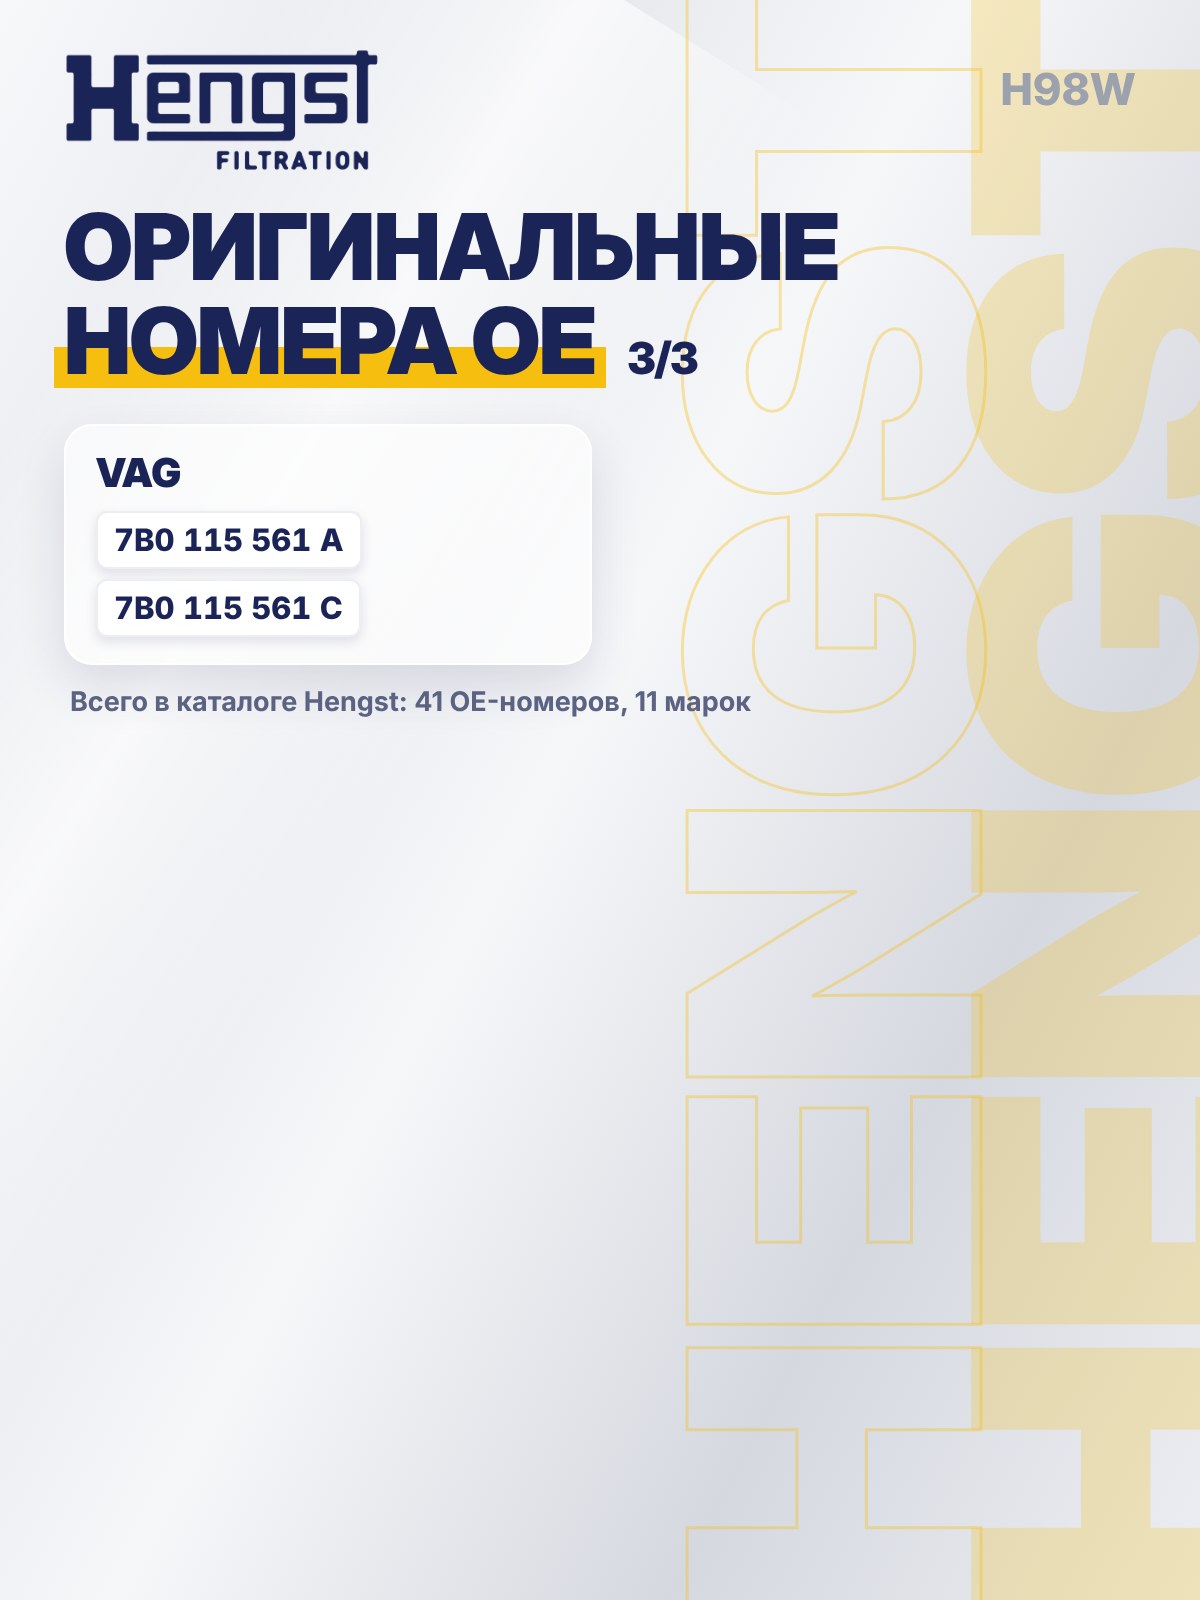 Hengst
FILTRATION
H98W
ОРИГИНАЛЬНЫЕ
НОМЕРА OE 3/3
VAG
7B0 115 561 A
7B0 115 561 C
Всего в каталоге Hengst: 41 OE-номеров, 11 марок
HENGST
HENGST